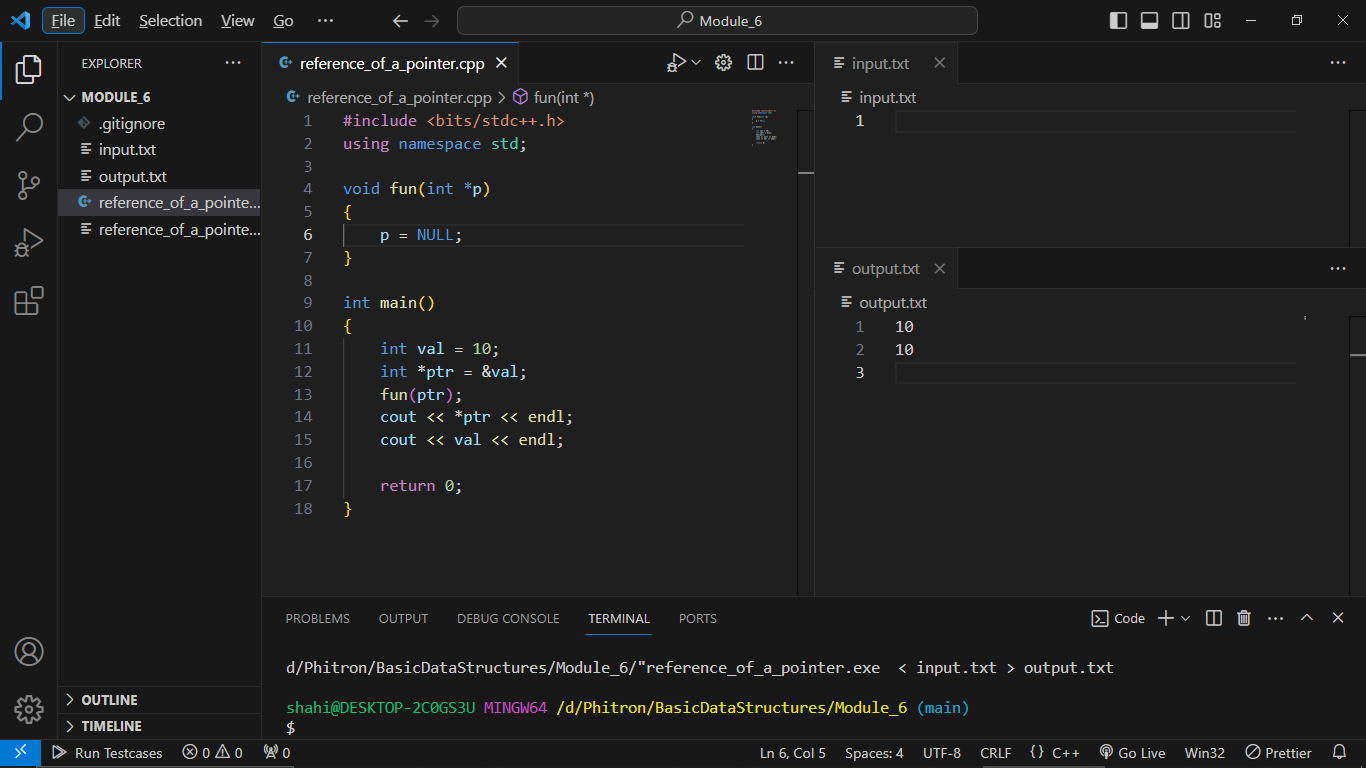 File Edit Selection View Go ··· Module_6
EXPLORER ···
MODULE_6
.gitignore
input.txt
output.txt
reference_of_a_pointe...
reference_of_a_pointe...
OUTLINE
TIMELINE
reference_of_a_pointer.cpp
reference_of_a_pointer.cpp > fun(int *)
1 #include <bits/stdc++.h>
2 using namespace std;
3
4 void fun(int *p)
5 {
6 p = NULL;
7 }
8
9 int main()
10 {
11 int val = 10;
12 int *ptr = &val;
13 fun(ptr);
14 cout << *ptr << endl;
15 cout << val << endl;
16
17 return 0;
18 }
input.txt
input.txt
1
output.txt
output.txt
1 10
2 10
3
PROBLEMS OUTPUT DEBUG CONSOLE TERMINAL PORTS Code
d/Phitron/BasicDataStructures/Module_6/"reference_of_a_pointer.exe < input.txt > output.txt
shahi@DESKTOP-2C0GS3U MINGW64 /d/Phitron/BasicDataStructures/Module_6 (main)
$
Run Testcases 0 0 0 Ln 6, Col 5 Spaces: 4 UTF-8 CRLF {} C++ Go Live Win32 Prettier